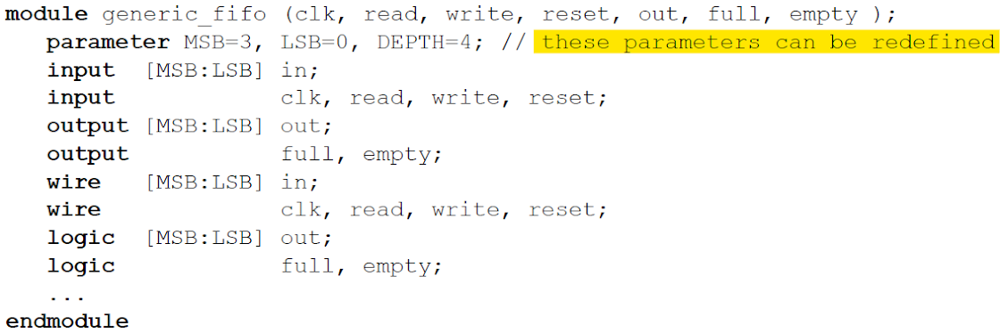 module generic_fifo (clk, read, write, reset, out, full, empty );
parameter MSB=3, LSB=0, DEPTH=4; // these parameters can be redefined
input [MSB:LSB] in;
input clk, read, write, reset;
output [MSB:LSB] out;
output full, empty;
wire [MSB:LSB] in;
wire clk, read, write, reset;
logic [MSB:LSB] out;
logic full, empty;
...
endmodule